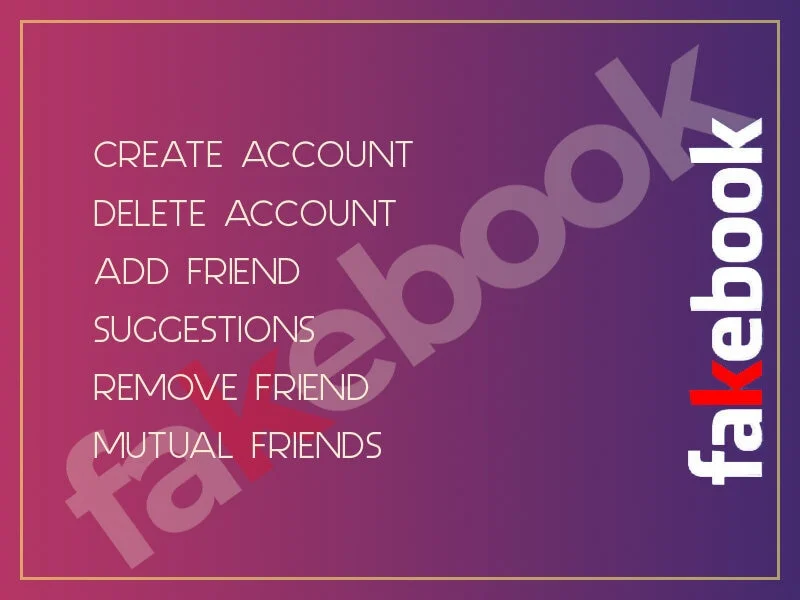 CREATE ACCOUNT
DELETE ACCOUNT
ADD FRIEND
SUGGESTIONS
REMOVE FRIEND
MUTUAL FRIENDS
fakebook
fakebook